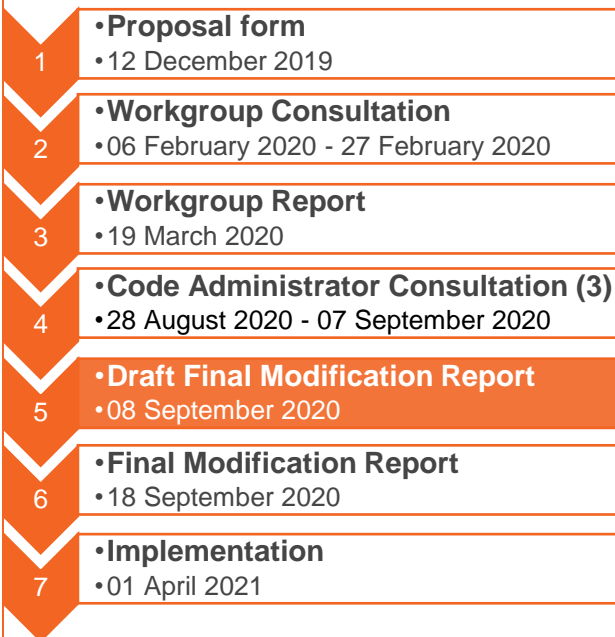 1
•Proposal form
•12 December 2019
2
•Workgroup Consultation
•06 February 2020 - 27 February 2020
3
•Workgroup Report
•19 March 2020
4
•Code Administrator Consultation (3)
•28 August 2020 - 07 September 2020
5
•Draft Final Modification Report
•08 September 2020
6
•Final Modification Report
•18 September 2020
7
•Implementation
•01 April 2021